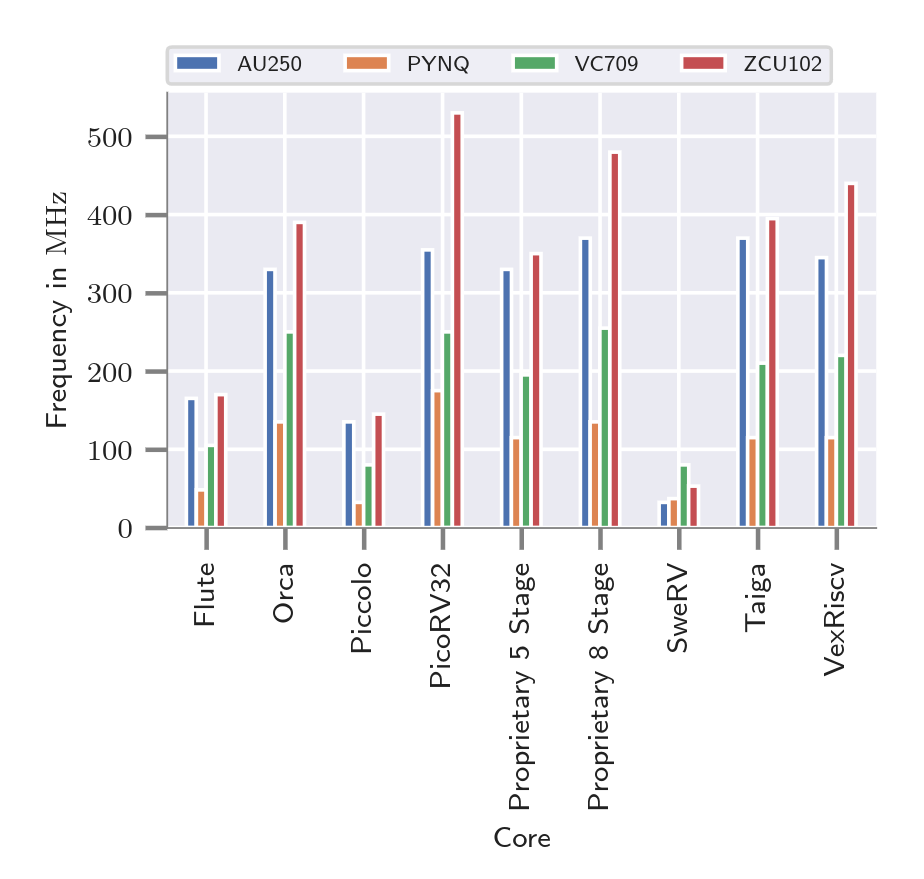 AU250 PYNQ VC709 ZCU102
Frequency in MHz
500
400
300
200
100
0
Flute
Orca
Piccolo
PicoRV32
Proprietary 5 Stage
Proprietary 8 Stage
SweRV
Taiga
VexRiscv
Core